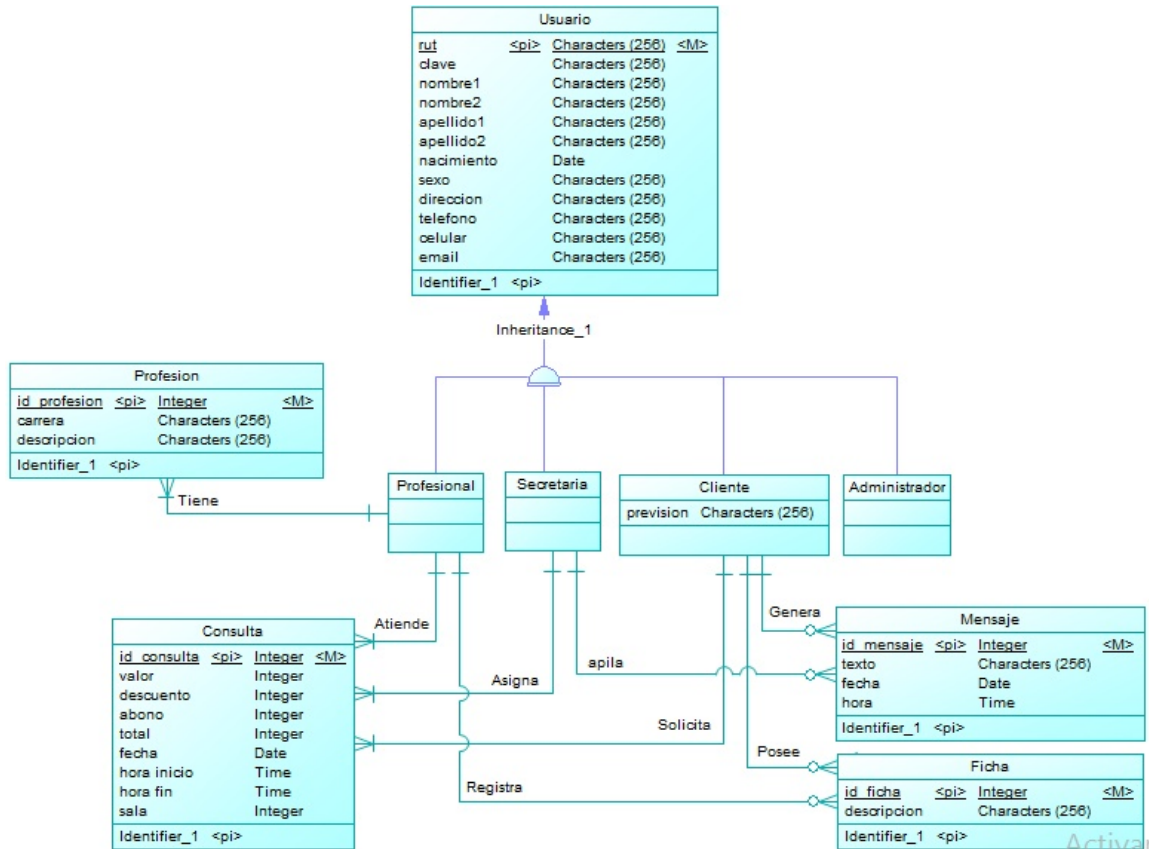 Usuario
rut <pi> Characters (256) <M>
clave Characters (256)
nombre1 Characters (256)
nombre2 Characters (256)
apellido1 Characters (256)
apellido2 Characters (256)
nacimiento Date
sexo Characters (256)
direccion Characters (256)
telefono Characters (256)
celular Characters (256)
email Characters (256)
Identifier_1 <pi>
Inheritance_1
Profesion
id_profesion <pi> Integer <M>
carrera Characters (256)
descripcion Characters (256)
Identifier_1 <pi>
Tiene
Profesional
Secretaria
Cliente
prevision Characters (256)
Administrador
Atiende
Asigna
apila
Solicita
Registra
Genera
Posee
Consulta
id_consulta <pi> Integer <M>
valor Integer
descuento Integer
abono Integer
total Integer
fecha Date
hora inicio Time
hora fin Time
sala Integer
Identifier_1 <pi>
Mensaje
id_mensaje <pi> Integer <M>
texto Characters (256)
fecha Date
hora Time
Identifier_1 <pi>
Ficha
id_ficha <pi> Integer <M>
descripcion Characters (256)
Identifier_1 <pi>
Activar